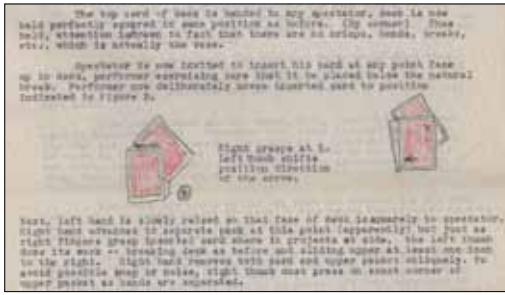 The top card of deck is handed to any spectator, deck is now
held perfectly squared in same position as before. (by corner) Thus
held, attention is drawn to fact that there are no crimps, bends, breaks,
etc., which is actually the case.
Spectator is now invited to insert his card at any point face
up in deck, performer exercising care that it be placed below the natural
break. Performer now deliberately moves inserted card to position
indicated in Figure 2.
Right grasps at
left thumb shifts
position direction
of the arrow.
Next, left hand is slowly raised so that face of deck is squarely to spectator.
Right hand advances to separate pack at this point (apparently) but just as
right fingers grasp inserted card where it projects at side, the left thumb
does its work -- breaking deck as before and sliding upper at least one inch
to the right. Right hand removes both card and upper packet obliquely. To
avoid possible snap or noise, right thumb must press on exact corner of
upper packet as hands are separated.